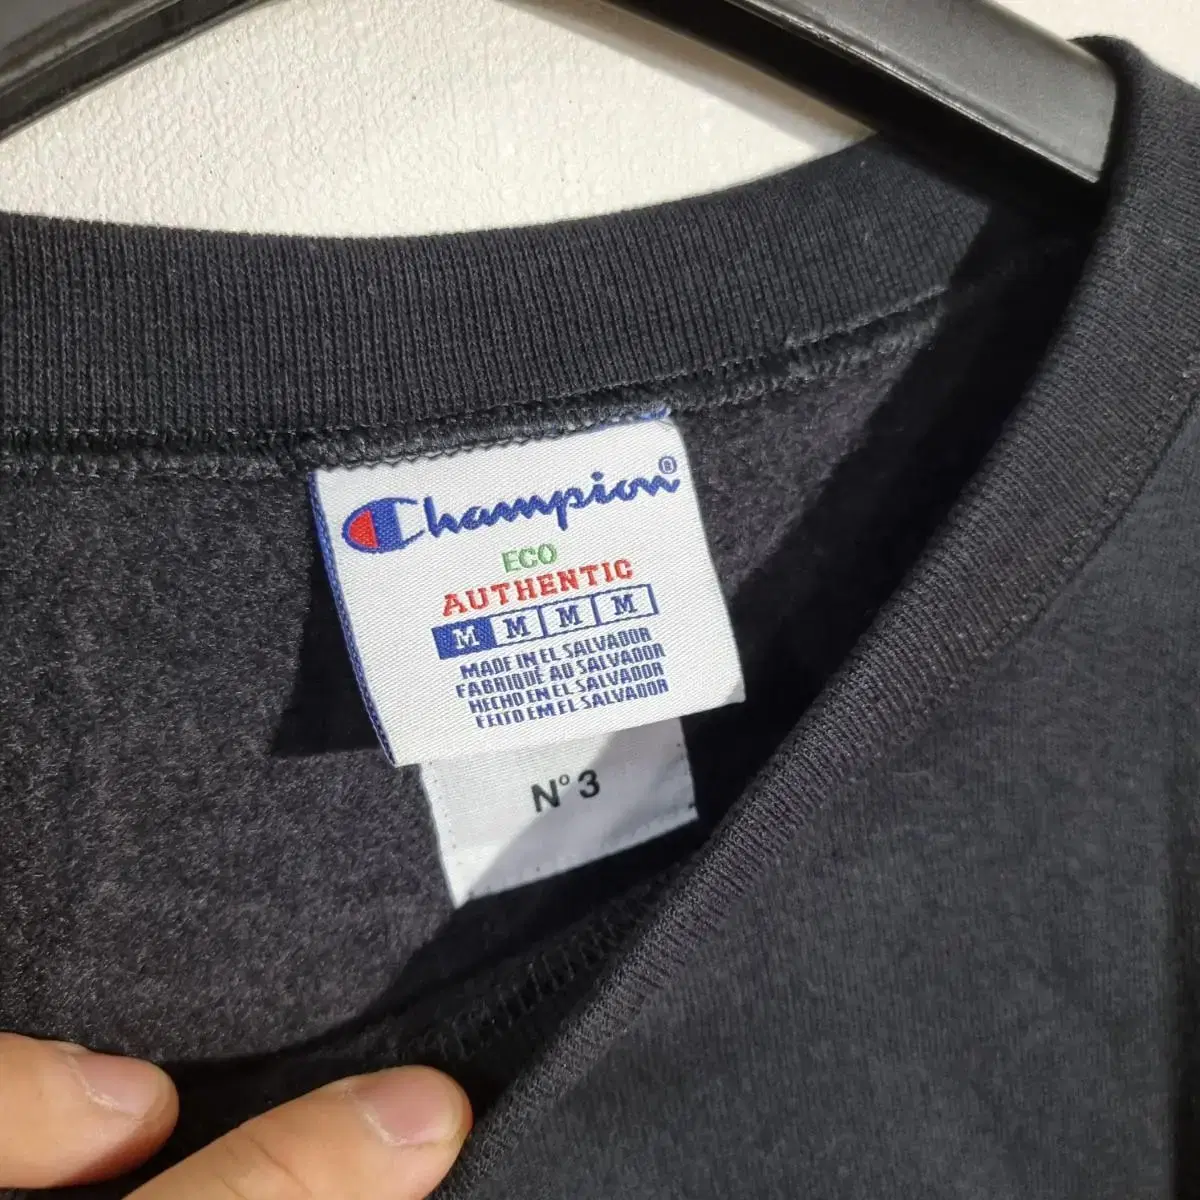 Champion®
ECO
AUTHENTIC
M M M M
MADE IN EL SALVADOR
FABRIQUÉ AU SALVADOR
HECHO EN EL SALVADOR
FEITO EM EL SALVADOR
N° 3